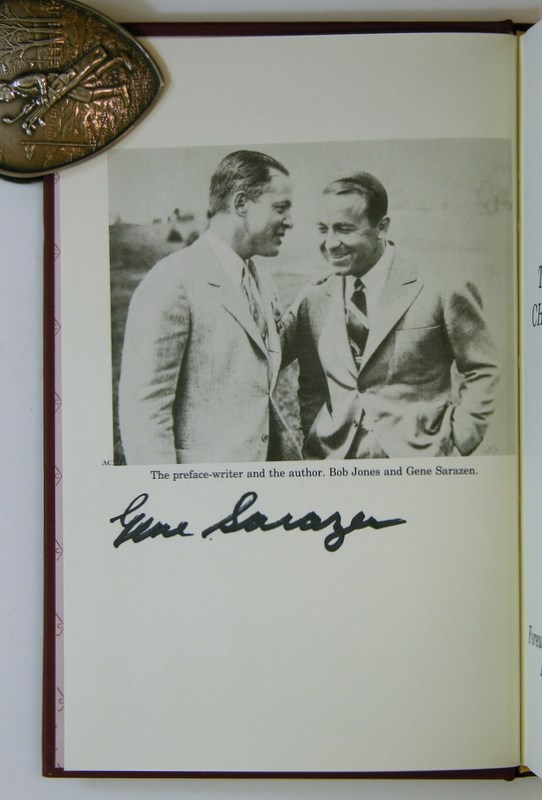 The preface-writer and the author. Bob Jones and Gene Sarazen.
Gene Sarazen